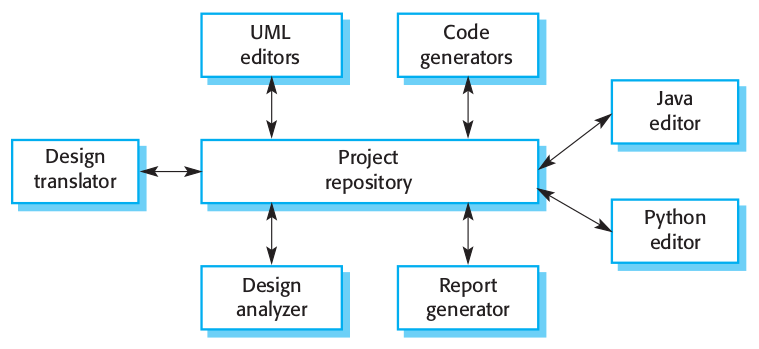 UML
editors
Code
generators
Java
editor
Design
translator
Project
repository
Python
editor
Design
analyzer
Report
generator